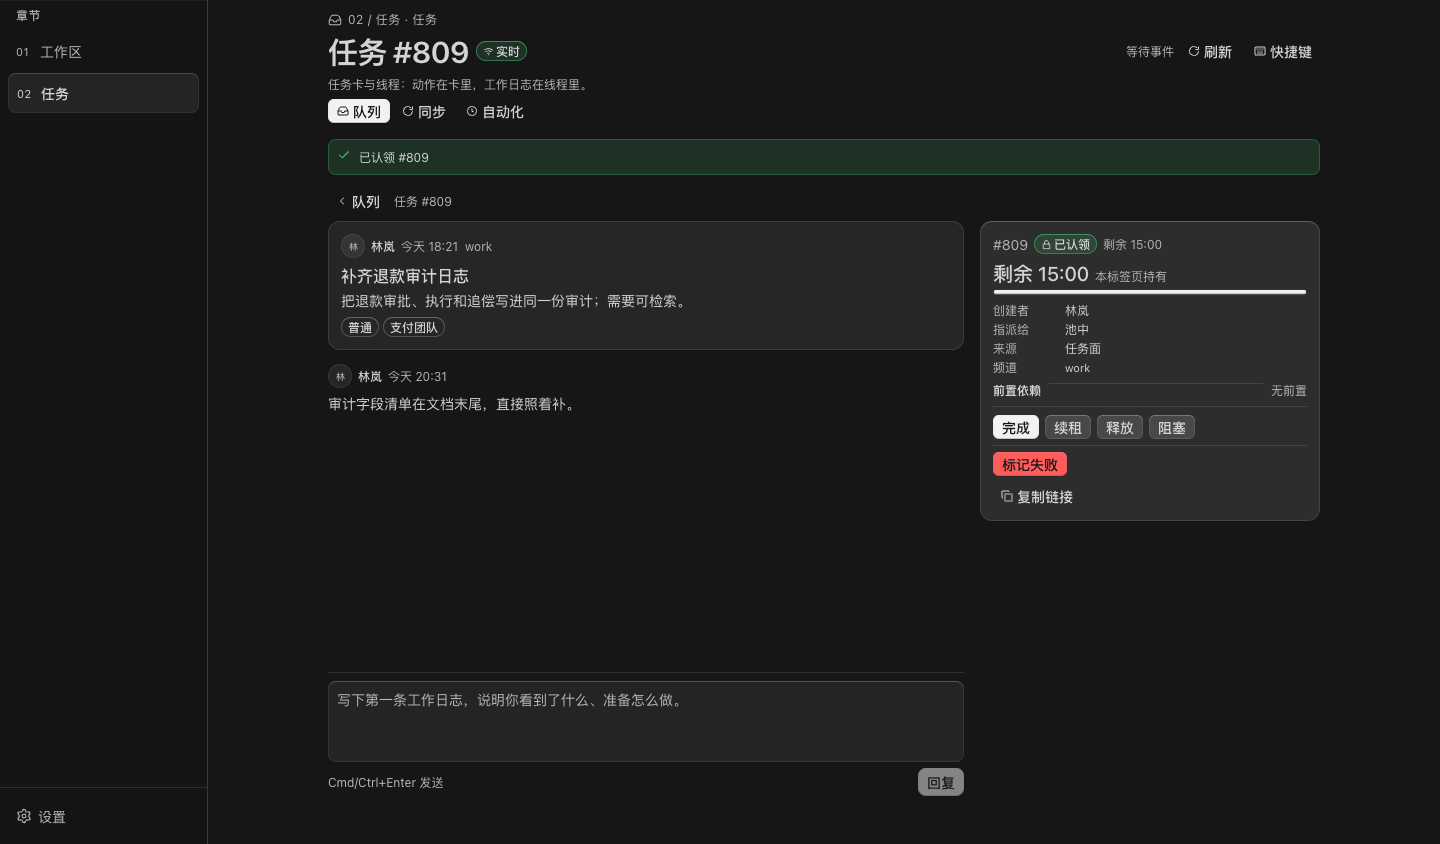 章节
01 工作区
02 任务
设置
02 / 任务 · 任务
任务 #809 实时
等待事件 刷新 快捷键
任务卡与线程：动作在卡里，工作日志在线程里。
队列 同步 自动化
已认领 #809
队列 任务 #809
林 林岚 今天 18:21 work
补齐退款审计日志
把退款审批、执行和追偿写进同一份审计；需要可检索。
普通 支付团队
林 林岚 今天 20:31
审计字段清单在文档末尾，直接照着补。
写下第一条工作日志，说明你看到了什么、准备怎么做。
Cmd/Ctrl+Enter 发送
回复
#809 已认领 剩余 15:00
剩余 15:00 本标签页持有
创建者 林岚
指派给 池中
来源 任务面
频道 work
前置依赖 无前置
完成 续租 释放 阻塞
标记失败
复制链接